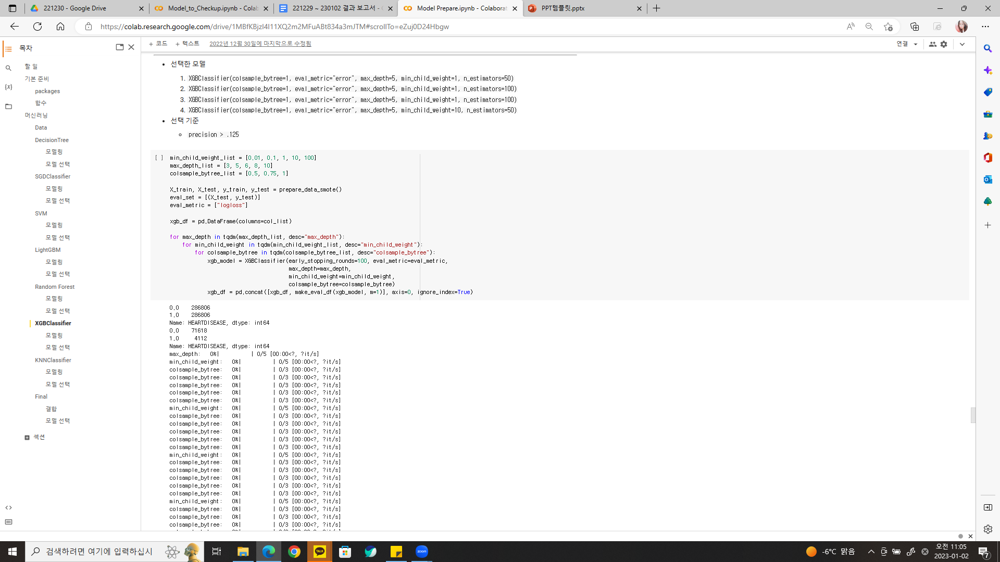 221230 - Google Drive
Model_to_Checkup.ipynb - Colab
221229 ~ 230102 결과 보고서 - G
Model Prepare.ipynb - Colaborat
PPT템플릿.pptx
https://colab.research.google.com/drive/1MBfKBjzI4I11XQ2m2MFuABt834a3mJTM#scrollTo=eZuj0D24Hbgw
목차
+ 코드 + 텍스트 2022년 12월 30일에 마지막으로 수정됨
연결
할 일
기본 준비
packages
함수
머신러닝
Data
DecisionTree
모델링
모델 선택
SGDClassifier
모델링
모델 선택
SVM
모델링
모델 선택
LightGBM
모델링
모델 선택
Random Forest
모델링
모델 선택
XGBClassifier
모델링
모델 선택
KNNClassifier
모델링
모델 선택
Final
결합
모델 선택
섹션
• 선택한 모델
1. XGBClassifier(colsample_bytree=1, eval_metric="error", max_depth=5, min_child_weight=1, n_estimators=50)
2. XGBClassifier(colsample_bytree=1, eval_metric="error", max_depth=5, min_child_weight=1, n_estimators=100)
3. XGBClassifier(colsample_bytree=1, eval_metric="error", max_depth=5, min_child_weight=1, n_estimators=100)
4. XGBClassifier(colsample_bytree=1, eval_metric="error", max_depth=5, min_child_weight=10, n_estimators=50)
• 선택 기준
precision > .125
[ ] min_child_weight_list = [0.01, 0.1, 1, 10, 100]
max_depth_list = [3, 5, 6, 8, 10]
colsample_bytree_list = [0.5, 0.75, 1]
X_train, X_test, y_train, y_test = prepare_data_smote()
eval_set = [(X_test, y_test)]
eval_metric = ["logloss"]
xgb_df = pd.DataFrame(columns=col_list)
for max_depth in tqdm(max_depth_list, desc="max_depth"):
for min_child_weight in tqdm(min_child_weight_list, desc="min_child_weight"):
for colsample_bytree in tqdm(colsample_bytree_list, desc="colsample_bytree"):
xgb_model = XGBClassifier(early_stopping_rounds=100, eval_metric=eval_metric,
max_depth=max_depth,
min_child_weight=min_child_weight,
colsample_bytree=colsample_bytree)
xgb_df = pd.concat([xgb_df, make_eval_df(xgb_model, m=1)], axis=0, ignore_index=True)
0.0 286806
1.0 286806
Name: HEARTDISEASE, dtype: int64
0.0 71618
1.0 4112
Name: HEARTDISEASE, dtype: int64
max_depth: 0%| | 0/5 [00:00<?, ?it/s]
min_child_weight: 0%| | 0/5 [00:00<?, ?it/s]
colsample_bytree: 0%| | 0/3 [00:00<?, ?it/s]
colsample_bytree: 0%| | 0/3 [00:00<?, ?it/s]
colsample_bytree: 0%| | 0/3 [00:00<?, ?it/s]
colsample_bytree: 0%| | 0/3 [00:00<?, ?it/s]
colsample_bytree: 0%| | 0/3 [00:00<?, ?it/s]
min_child_weight: 0%| | 0/5 [00:00<?, ?it/s]
colsample_bytree: 0%| | 0/3 [00:00<?, ?it/s]
colsample_bytree: 0%| | 0/3 [00:00<?, ?it/s]
colsample_bytree: 0%| | 0/3 [00:00<?, ?it/s]
colsample_bytree: 0%| | 0/3 [00:00<?, ?it/s]
colsample_bytree: 0%| | 0/3 [00:00<?, ?it/s]
min_child_weight: 0%| | 0/5 [00:00<?, ?it/s]
colsample_bytree: 0%| | 0/3 [00:00<?, ?it/s]
colsample_bytree: 0%| | 0/3 [00:00<?, ?it/s]
colsample_bytree: 0%| | 0/3 [00:00<?, ?it/s]
colsample_bytree: 0%| | 0/3 [00:00<?, ?it/s]
colsample_bytree: 0%| | 0/3 [00:00<?, ?it/s]
min_child_weight: 0%| | 0/5 [00:00<?, ?it/s]
colsample_bytree: 0%| | 0/3 [00:00<?, ?it/s]
colsample_bytree: 0%| | 0/3 [00:00<?, ?it/s]
colsample_bytree: 0%| | 0/3 [00:00<?, ?it/s]
검색하려면 여기에 입력하십시
TALK
zoom
-6°C 맑음
오전 11:05
2023-01-02
7